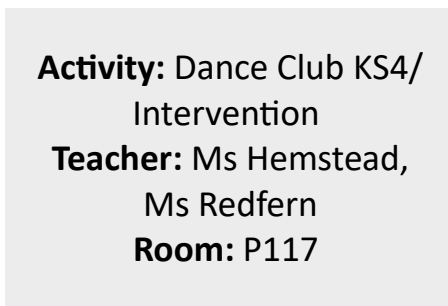 Activity: Dance Club KS4/
Intervention
Teacher: Ms Hemstead,
Ms Redfern
Room: P117